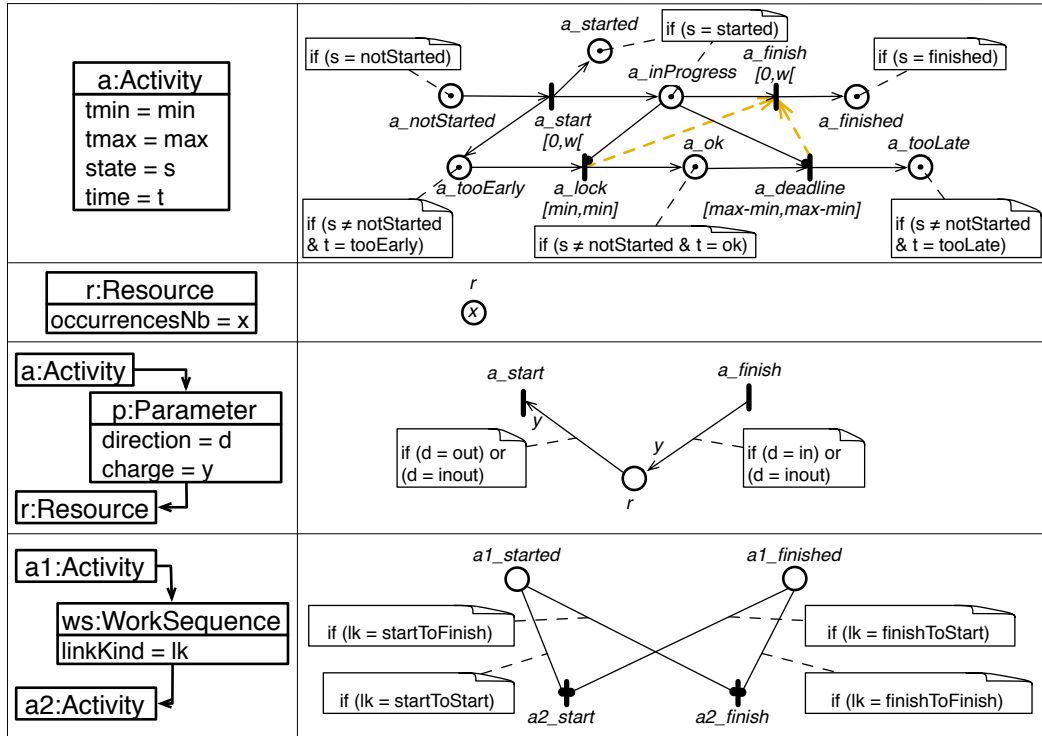 a:Activity
tmin = min
tmax = max
state = s
time = t
a_started
if (s = started)
if (s = notStarted)
a_finish
[0,w[
if (s = finished)
a_inProgress
a_notStarted
a_start
[0,w[
a_finished
a_ok
a_tooLate
a_tooEarly
a_lock
[min,min]
a_deadline
[max-min,max-min]
if (s ≠ notStarted
& t = tooEarly)
if (s ≠ notStarted & t = ok)
if (s ≠ notStarted
& t = tooLate)
r:Resource
occurrencesNb = x
r
x
a:Activity
p:Parameter
direction = d
charge = y
r:Resource
a_start
a_finish
y
y
if (d = out) or
(d = inout)
if (d = in) or
(d = inout)
r
a1:Activity
ws:WorkSequence
linkKind = lk
a2:Activity
a1_started
a1_finished
if (lk = startToFinish)
if (lk = finishToStart)
if (lk = startToStart)
if (lk = finishToFinish)
a2_start
a2_finish